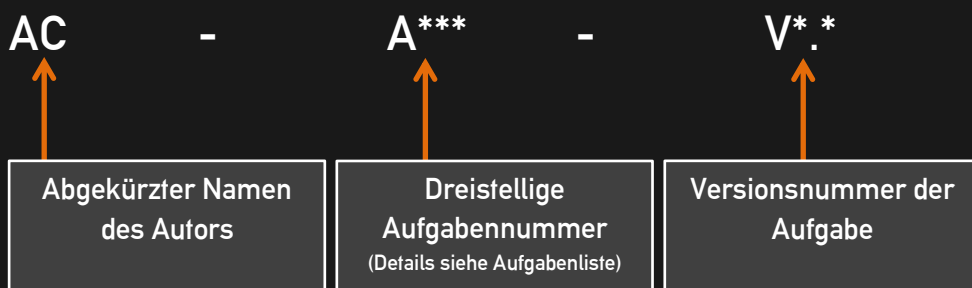 AC - A*** - V*.*
Abgekürzter Namen
des Autors
Dreistellige
Aufgabennummer
(Details siehe Aufgabenliste)
Versionsnummer der
Aufgabe